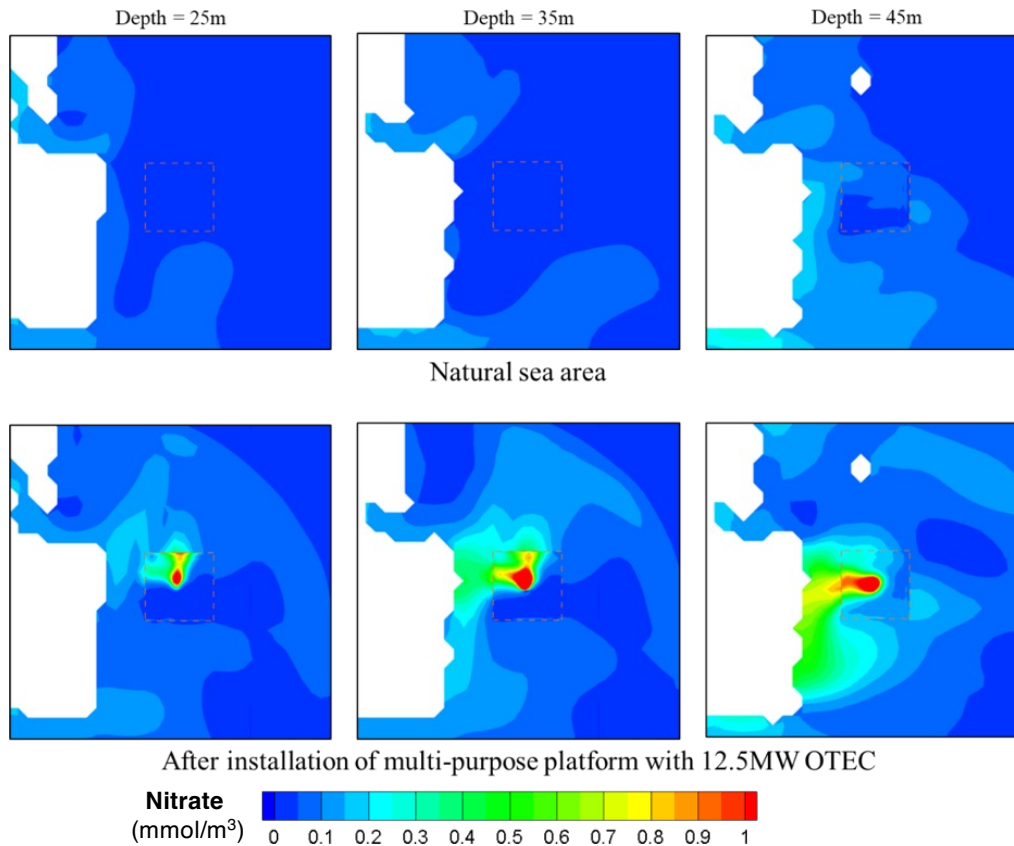 Depth = 25m Depth = 35m Depth = 45m
Natural sea area
After installation of multi-purpose platform with 12.5MW OTEC
Nitrate
(mmol/m³)
0 0.1 0.2 0.3 0.4 0.5 0.6 0.7 0.8 0.9 1